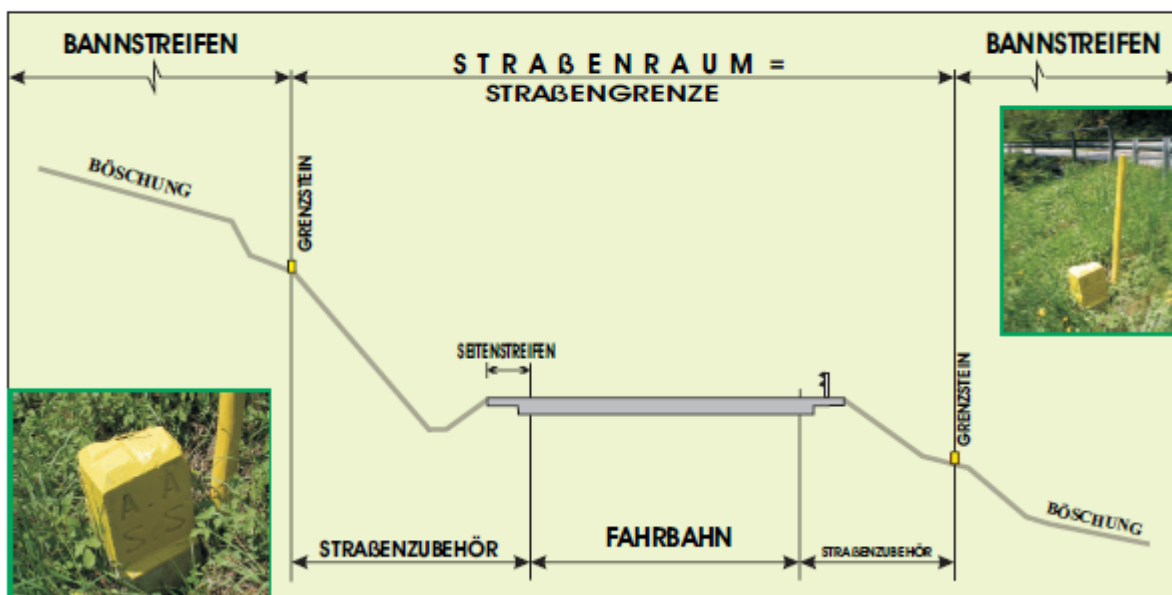 BANNSTREIFEN
STRAßENRAUM =
STRAßENGRENZE
BANNSTREIFEN
BÖSCHUNG
GRENZSTEIN
SEITENSTREIFEN
GRENZSTEIN
BÖSCHUNG
A.A
S.S
STRAßENZUBEHÖR
FAHRBAHN
STRAßENZUBEHÖR